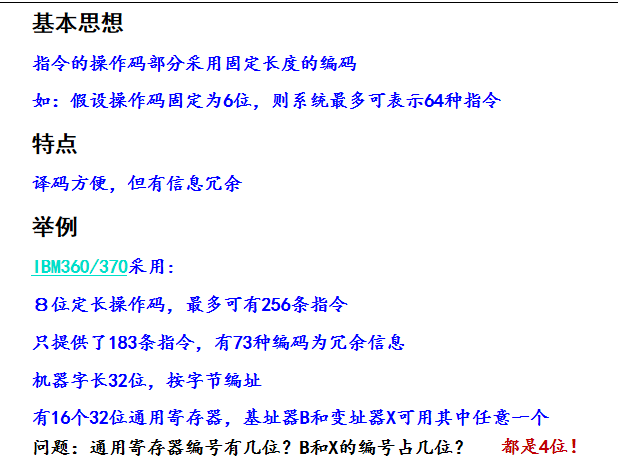 基本思想
指令的操作码部分采用固定长度的编码
如：假设操作码固定为6位，则系统最多可表示64种指令
特点
译码方便，但有信息冗余
举例
IBM360/370采用：
８位定长操作码，最多可有256条指令
只提供了183条指令，有73种编码为冗余信息
机器字长32位，按字节编址
有16个32位通用寄存器，基址器B和变址器X可用其中任意一个
问题：通用寄存器编号有几位？B和X的编号占几位？ 都是4位！